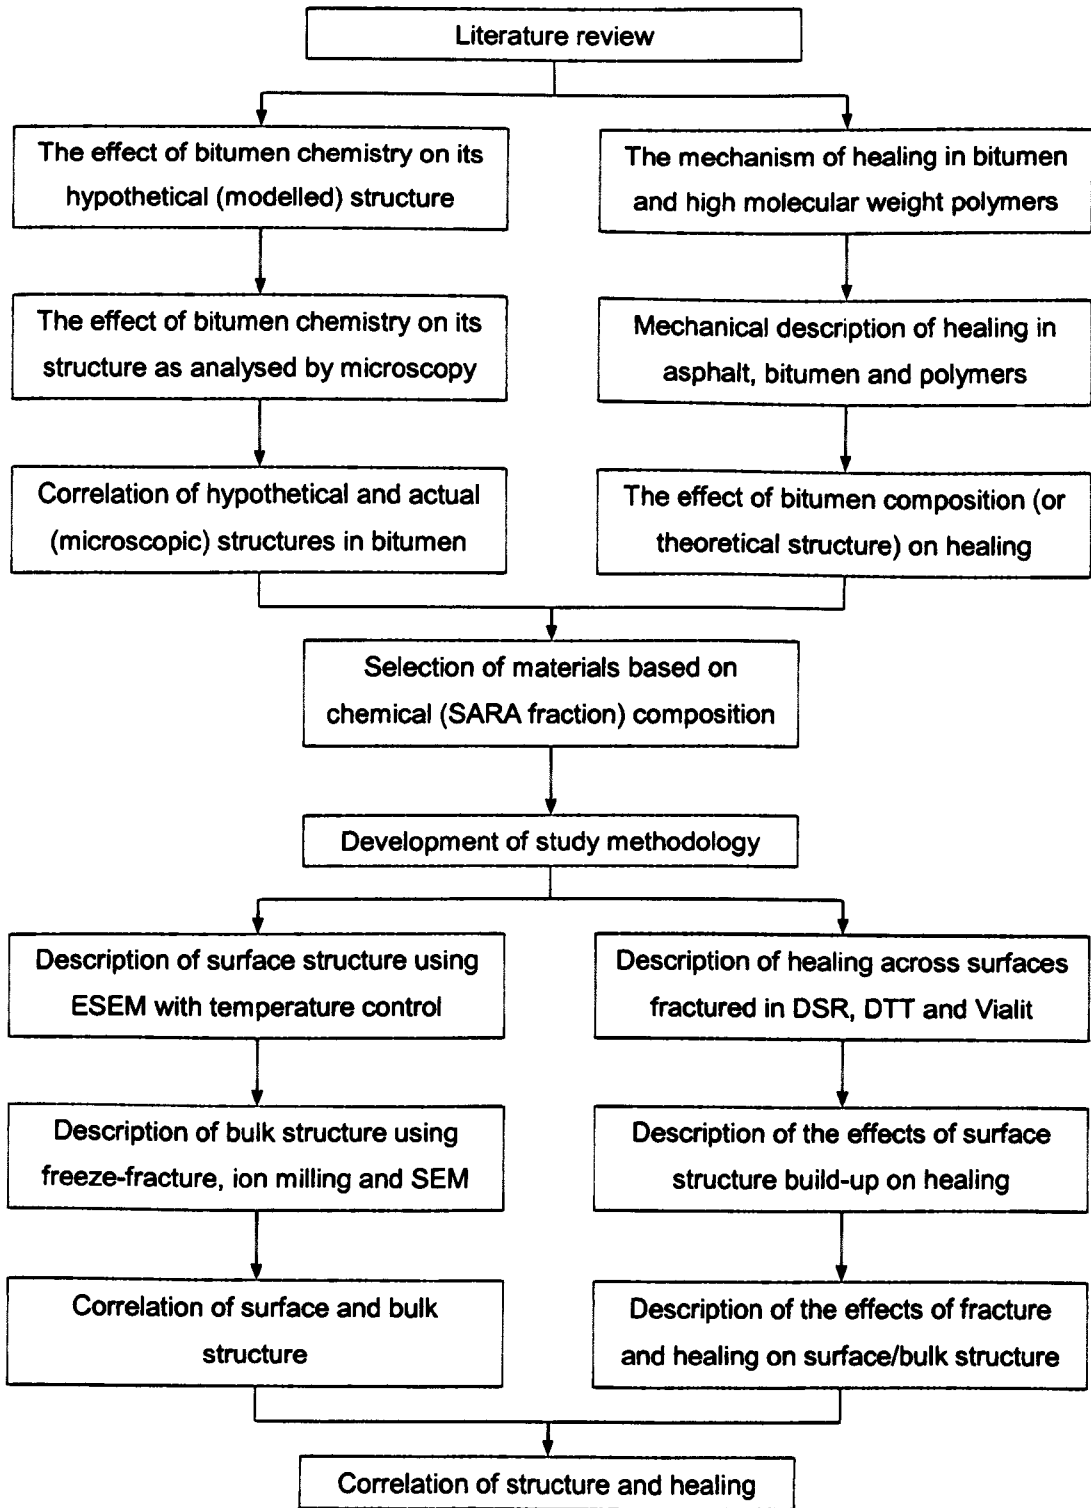 Literature review
The effect of bitumen chemistry on its
hypothetical (modelled) structure
The mechanism of healing in bitumen
and high molecular weight polymers
The effect of bitumen chemistry on its
structure as analysed by microscopy
Mechanical description of healing in
asphalt, bitumen and polymers
Correlation of hypothetical and actual
(microscopic) structures in bitumen
The effect of bitumen composition (or
theoretical structure) on healing
Selection of materials based on
chemical (SARA fraction) composition
Development of study methodology
Description of surface structure using
ESEM with temperature control
Description of healing across surfaces
fractured in DSR, DTT and Vialit
Description of bulk structure using
freeze-fracture, ion milling and SEM
Description of the effects of surface
structure build-up on healing
Correlation of surface and bulk
structure
Description of the effects of fracture
and healing on surface/bulk structure
Correlation of structure and healing